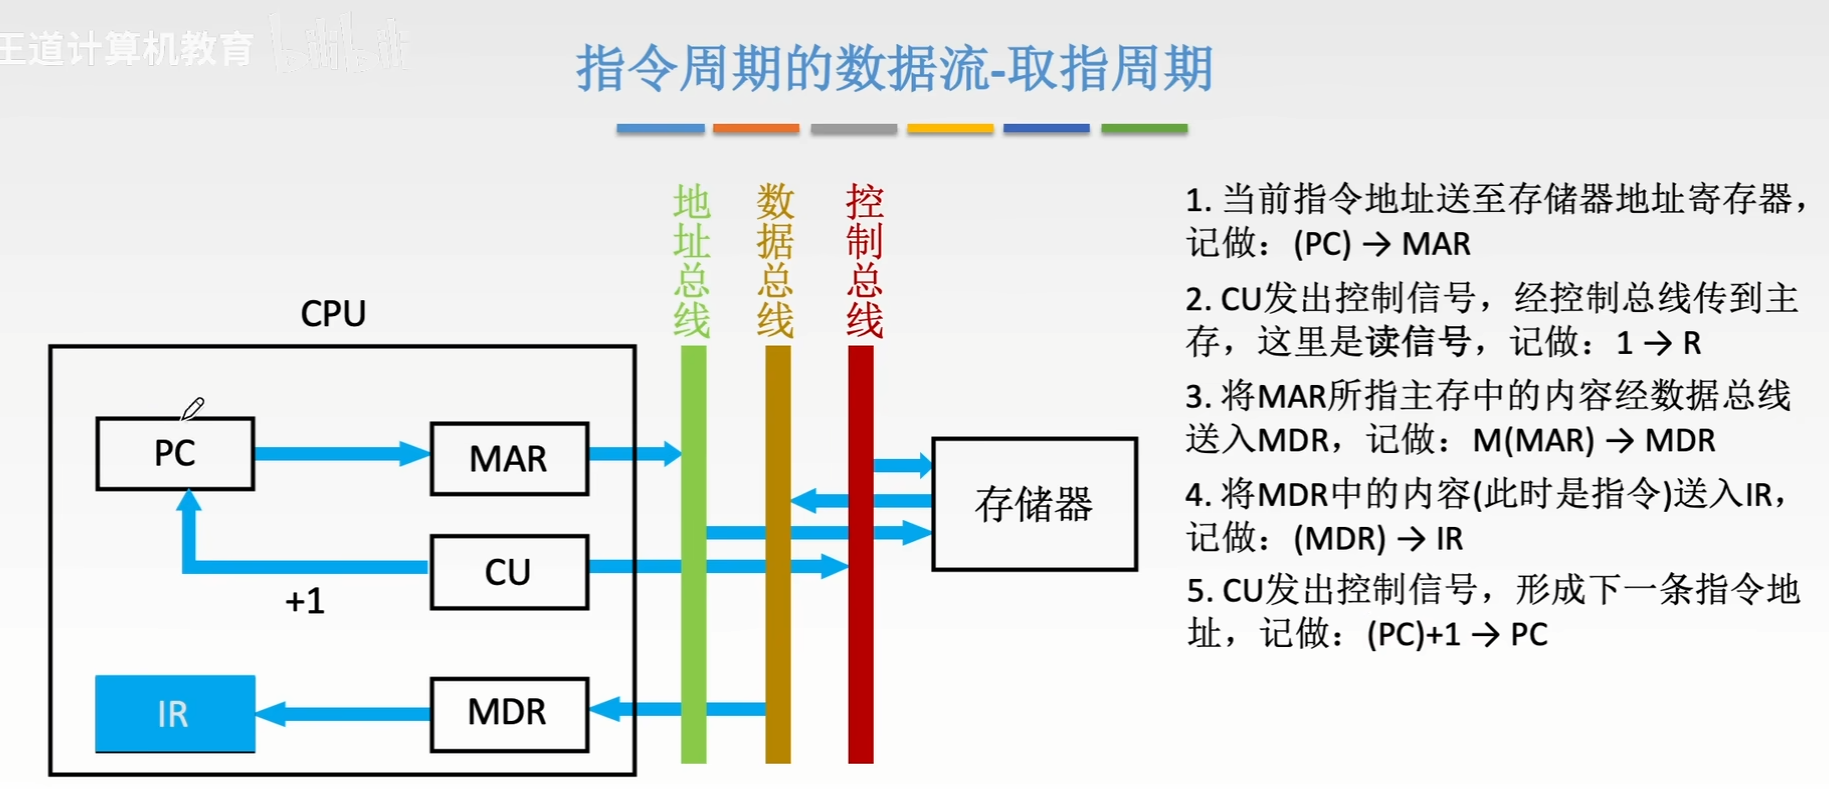 王道计算机教育 bilibili
指令周期的数据流-取指周期
地址总线
数据总线
控制总线
CPU
PC
MAR
CU
+1
IR
MDR
存储器
1. 当前指令地址送至存储器地址寄存器，
记做：(PC) → MAR
2. CU发出控制信号，经控制总线传到主
存，这里是读信号，记做：1 → R
3. 将MAR所指主存中的内容经数据总线
送入MDR，记做：M(MAR) → MDR
4. 将MDR中的内容(此时是指令)送入IR，
记做：(MDR) → IR
5. CU发出控制信号，形成下一条指令地
址，记做：(PC)+1 → PC